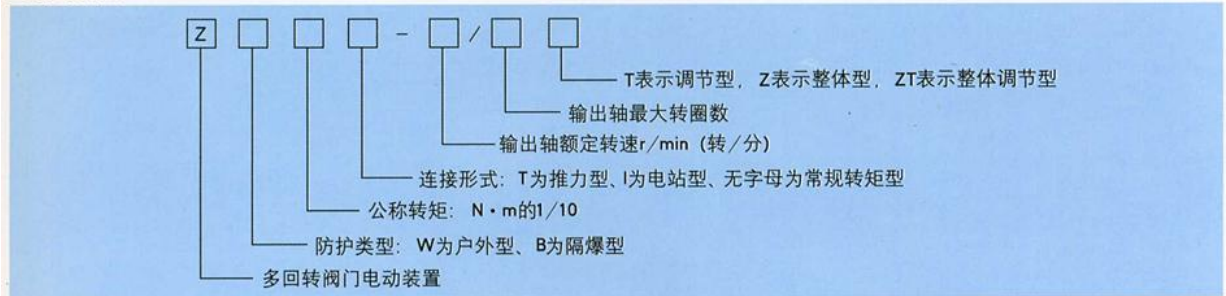 Z □ □ □ - □ / □ □
T表示调节型，Z表示整体型，ZT表示整体调节型
输出轴最大转圈数
输出轴额定转速r/min (转/分)
连接形式：T为推力型、I为电站型、无字母为常规转矩型
公称转矩：N·m的1/10
防护类型：W为户外型、B为隔爆型
多回转阀门电动装置